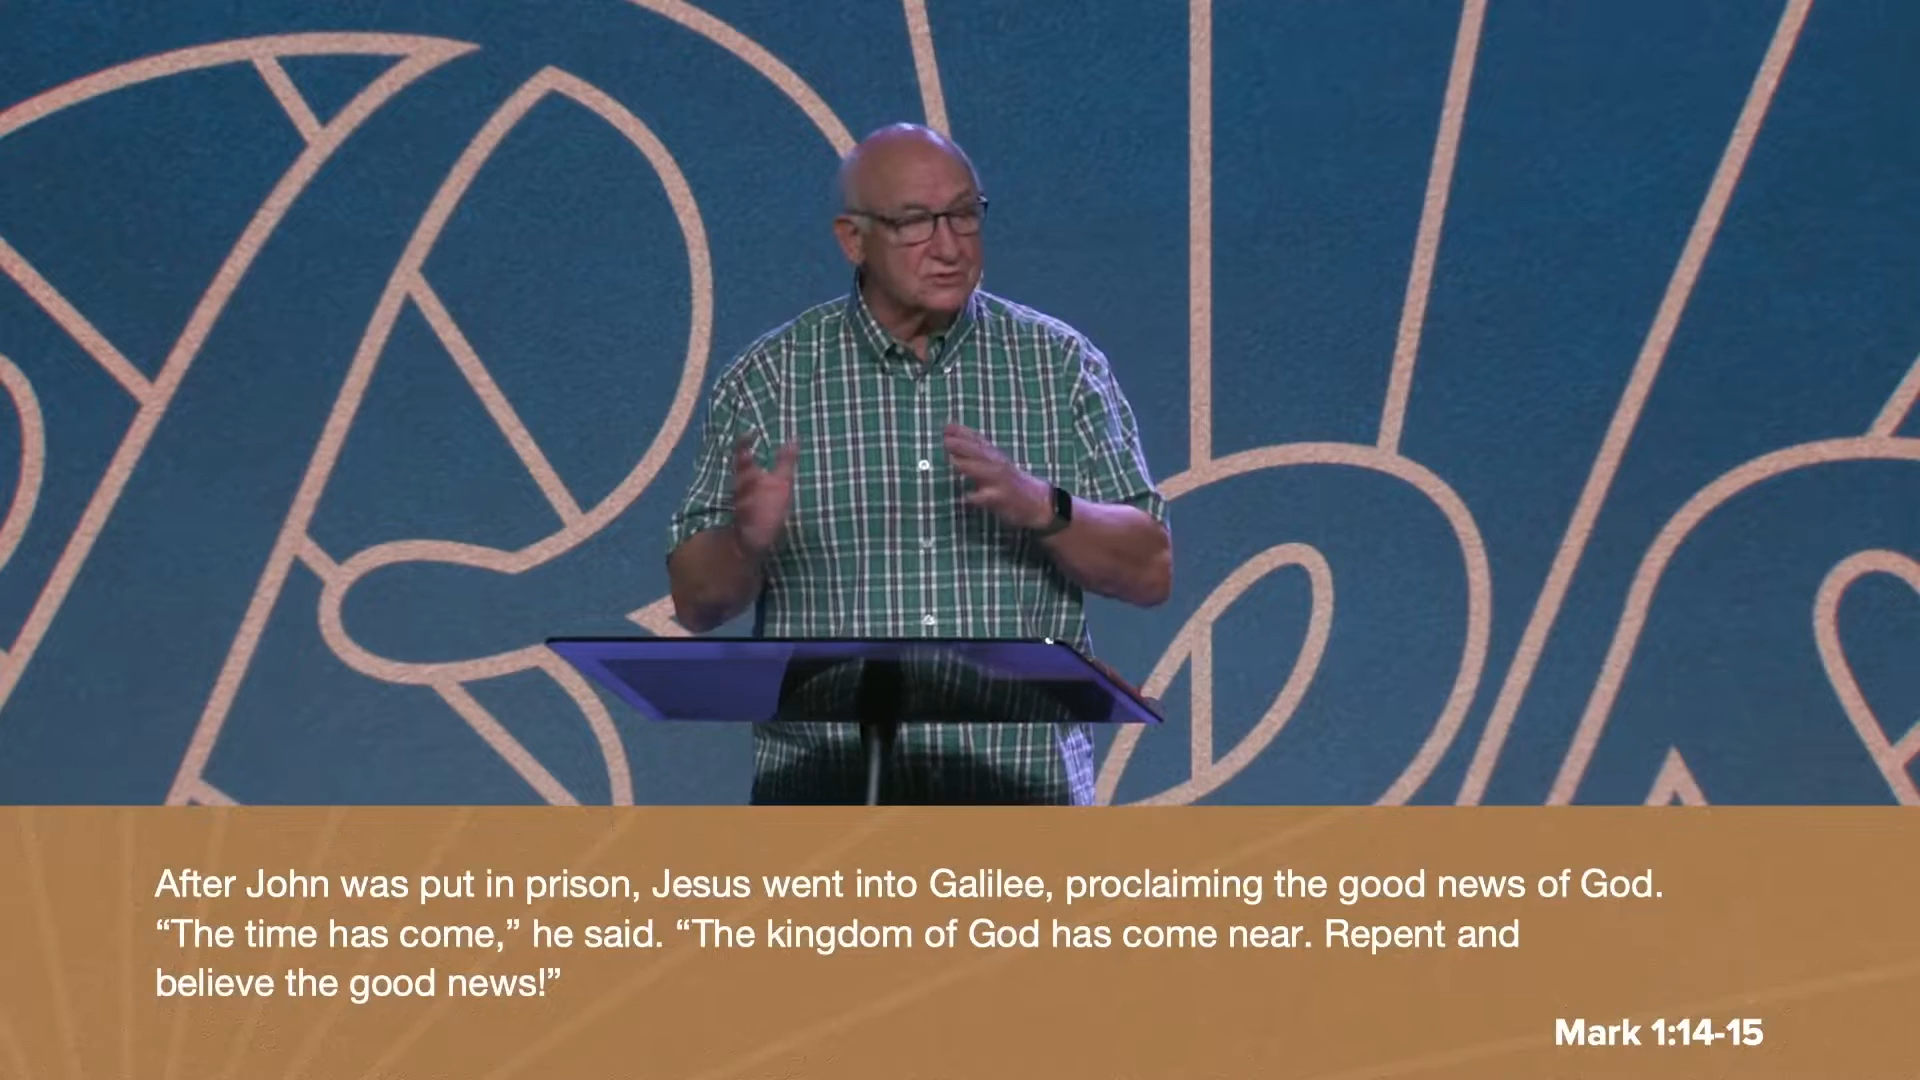 After John was put in prison, Jesus went into Galilee, proclaiming the good news of God.
“The time has come,” he said. “The kingdom of God has come near. Repent and
believe the good news!”
Mark 1:14-15